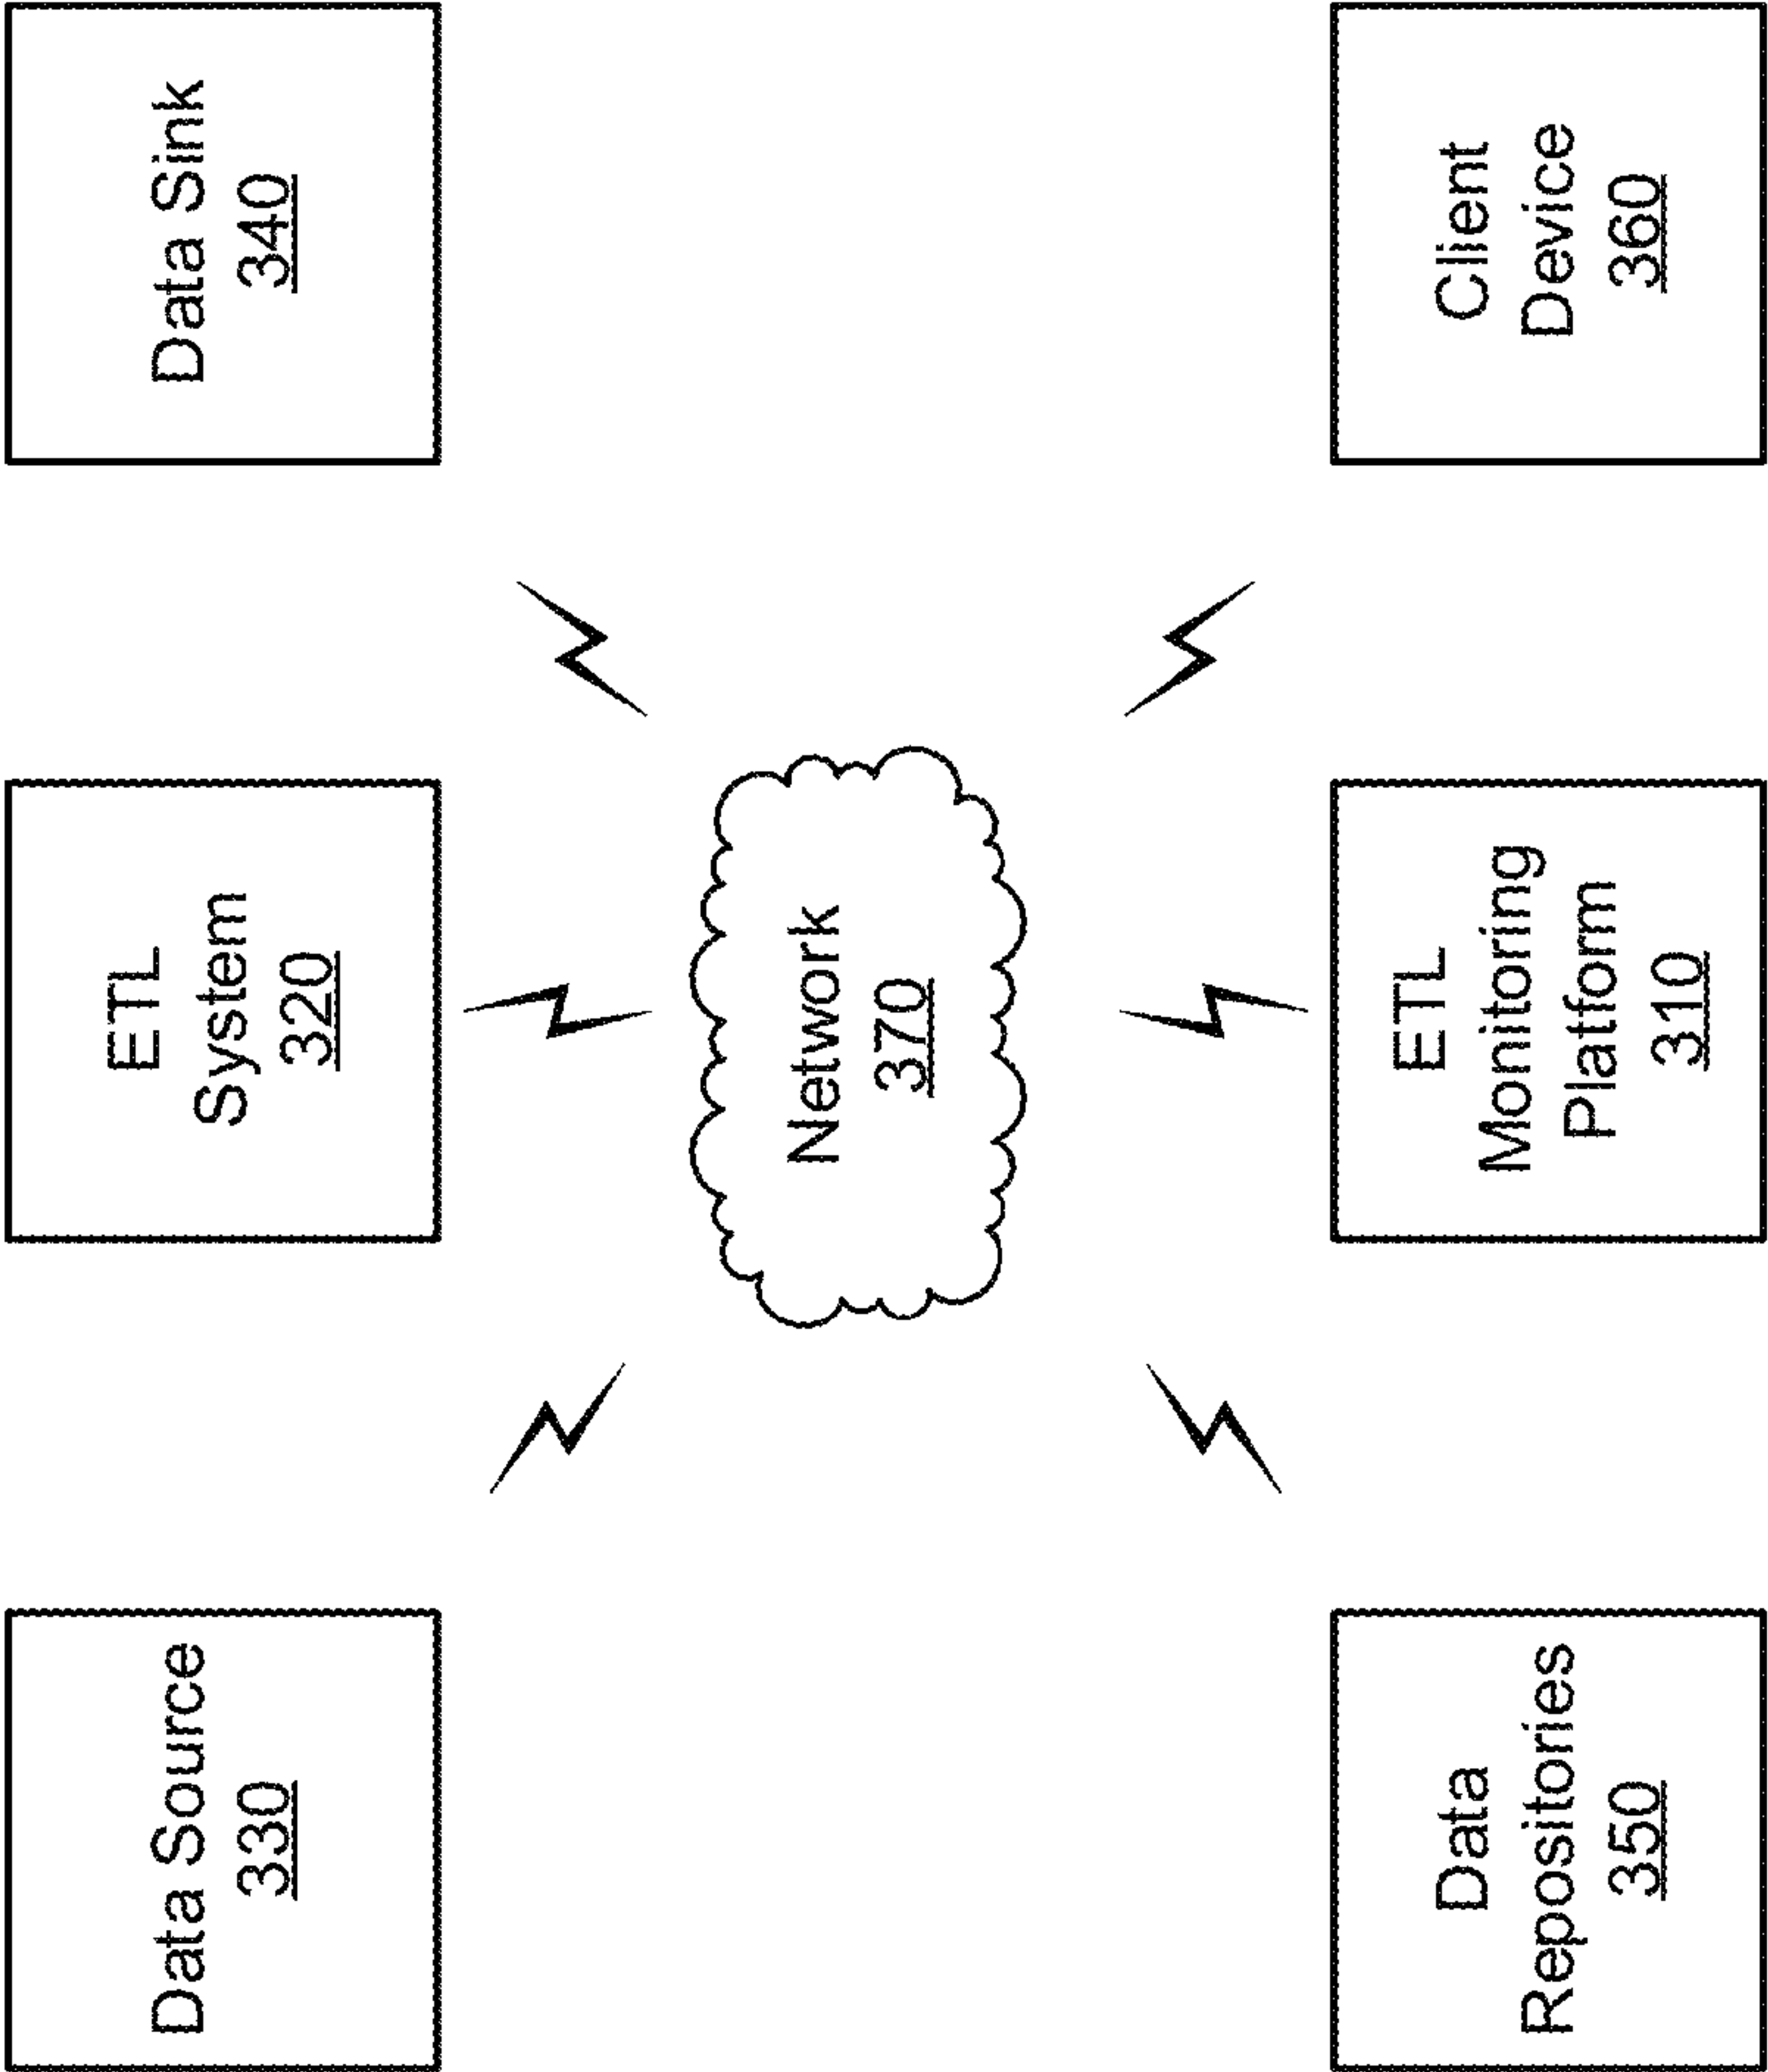 Data Source
330
ETL
System
320
Data Sink
340
Network
370
Data
Repositories
350
ETL
Monitoring
Platform
310
Client
Device
360